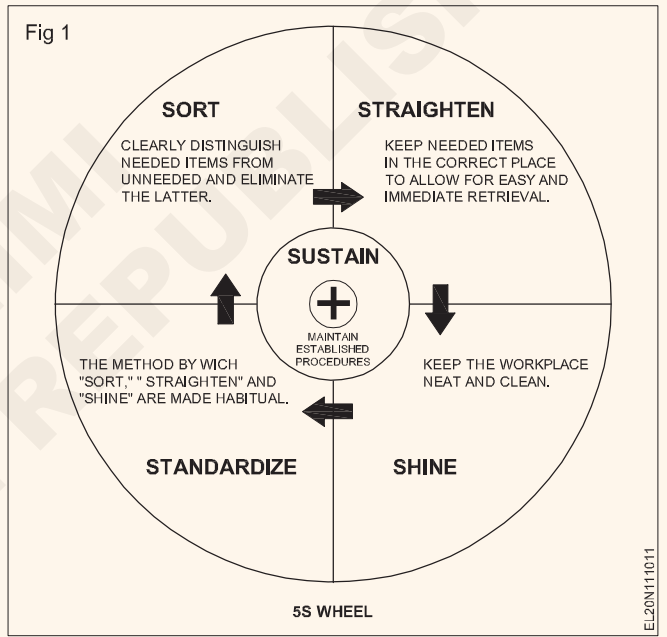 Fig 1
SORT
CLEARLY DISTINGUISH
NEEDED ITEMS FROM
UNNEEDED AND ELIMINATE
THE LATTER.
STRAIGHTEN
KEEP NEEDED ITEMS
IN THE CORRECT PLACE
TO ALLOW FOR EASY AND
IMMEDIATE RETRIEVAL.
SUSTAIN
MAINTAIN
ESTABLISHED
PROCEDURES
THE METHOD BY WICH
"SORT," " STRAIGHTEN" AND
"SHINE" ARE MADE HABITUAL.
STANDARDIZE
KEEP THE WORKPLACE
NEAT AND CLEAN.
SHINE
5S WHEEL
EL20N111011